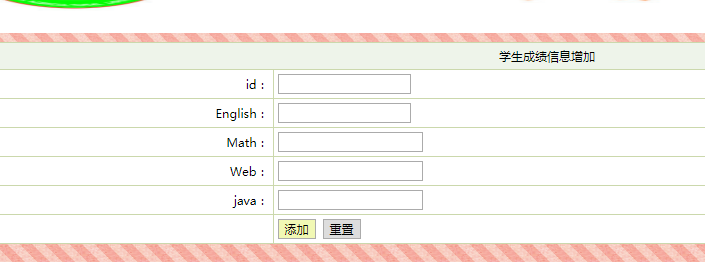 学生成绩信息增加
id：
English：
Math：
Web：
java：
添加 重置